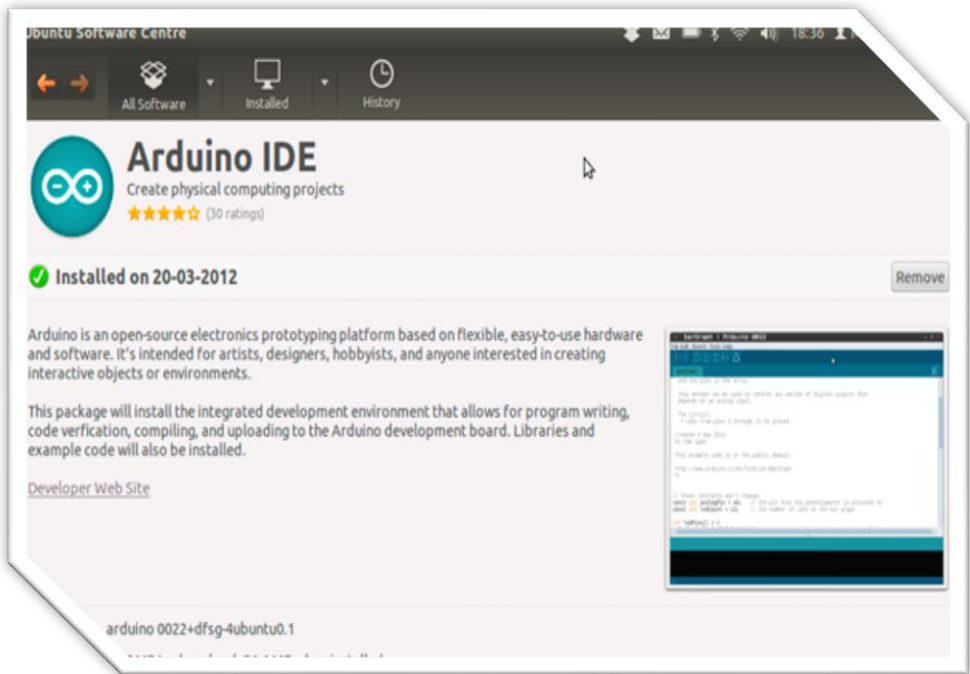 Ubuntu Software Centre
18:36
All Software
Installed
History
Arduino IDE
Create physical computing projects
(30 ratings)
Installed on 20-03-2012
Remove
Arduino is an open-source electronics prototyping platform based on flexible, easy-to-use hardware
and software. It's intended for artists, designers, hobbyists, and anyone interested in creating
interactive objects or environments.
This package will install the integrated development environment that allows for program writing,
code verfication, compiling, and uploading to the Arduino development board. Libraries and
example code will also be installed.
Developer Web Site
arduino 0022+dfsg-4ubuntu0.1